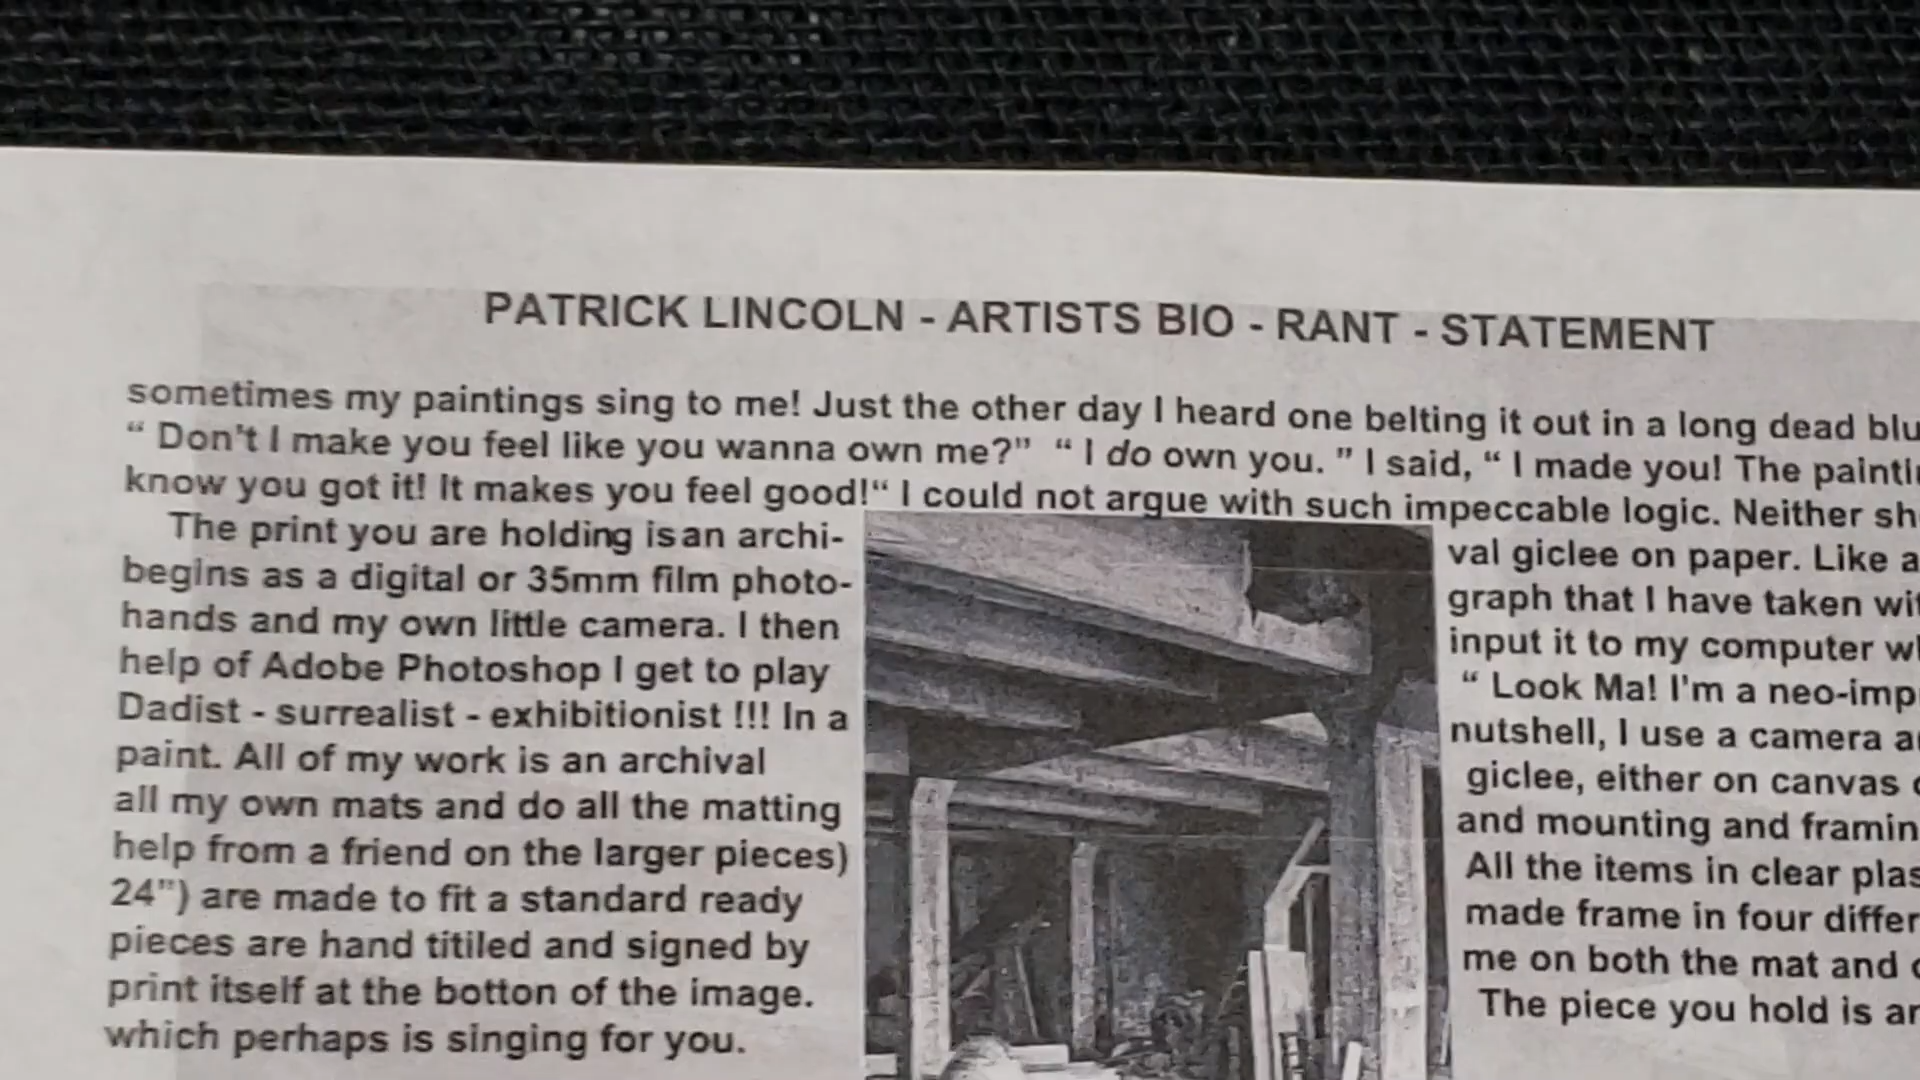 PATRICK LINCOLN - ARTISTS BIO - RANT - STATEMENT
sometimes my paintings sing to me! Just the other day I heard one belting it out in a long dead
“ Don't I make you feel like you wanna own me?” “ I do own you. ” I said, “ I made you! The
know you got it! It makes you feel good!“ I could not argue with such impeccable logic. Neither
The print you are holding is an archi- val giclee on paper. Like a
begins as a digital or 35mm film photo- graph that I have taken
hands and my own little camera. I then input it to my computer
help of Adobe Photoshop I get to play “ Look Ma! I'm a
Dadist - surrealist - exhibitionist !!! In a nutshell, I use a camera
paint. All of my work is an archival giclee, either on canvas
all my own mats and do all the matting and mounting and
help from a friend on the larger pieces) All the items in clear
24”) are made to fit a standard ready made frame in four
pieces are hand titiled and signed by me on both the mat and
print itself at the botton of the image. The piece you hold is
which perhaps is singing for you.